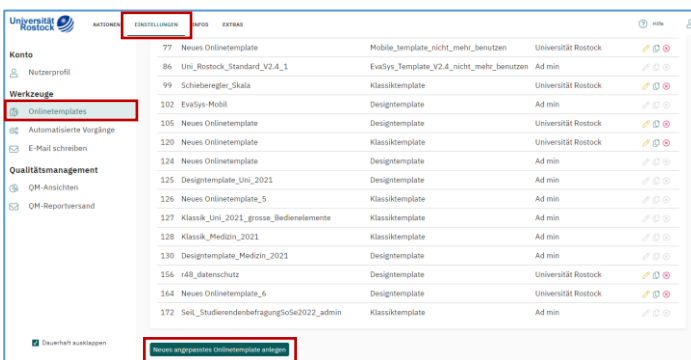 Universität Rostock
AKTIONEN EINSTELLUNGEN INFOS EXTRAS Hilfe
Konto
Nutzerprofil
Werkzeuge
Onlinetemplates
Automatisierte Vorgänge
E-Mail schreiben
Qualitätsmanagement
QM-Ansichten
QM-Reportversand
Dauerhaft ausklappen
77 Neues Onlinetemplate Mobile_template_nicht_mehr_benutzen Universität Rostock
86 Uni_Rostock_Standard_V2.4_1 EvaSys_Template_V2.4_nicht_mehr_benutzen Ad min
99 Schieberegler_Skala Klassiktemplate Universität Rostock
102 EvaSys-Mobil Designtemplate Ad min
105 Neues Onlinetemplate Designtemplate Universität Rostock
120 Neues Onlinetemplate Klassiktemplate Universität Rostock
124 Neues Onlinetemplate Designtemplate Ad min
125 Designtemplate_Uni_2021 Designtemplate Ad min
126 Neues Onlinetemplate_5 Klassiktemplate Ad min
127 Klassik_Uni_2021_grosse_Bedienelemente Klassiktemplate Ad min
128 Klassik_Medizin_2021 Klassiktemplate Ad min
130 Designtemplate_Medizin_2021 Designtemplate Ad min
156 r48_datenschutz Designtemplate Universität Rostock
164 Neues Onlinetemplate_6 Designtemplate Universität Rostock
172 SeiL_StudierendenbefragungSoSe2022_admin Klassiktemplate Ad min
Neues angepasstes Onlinetemplate anlegen